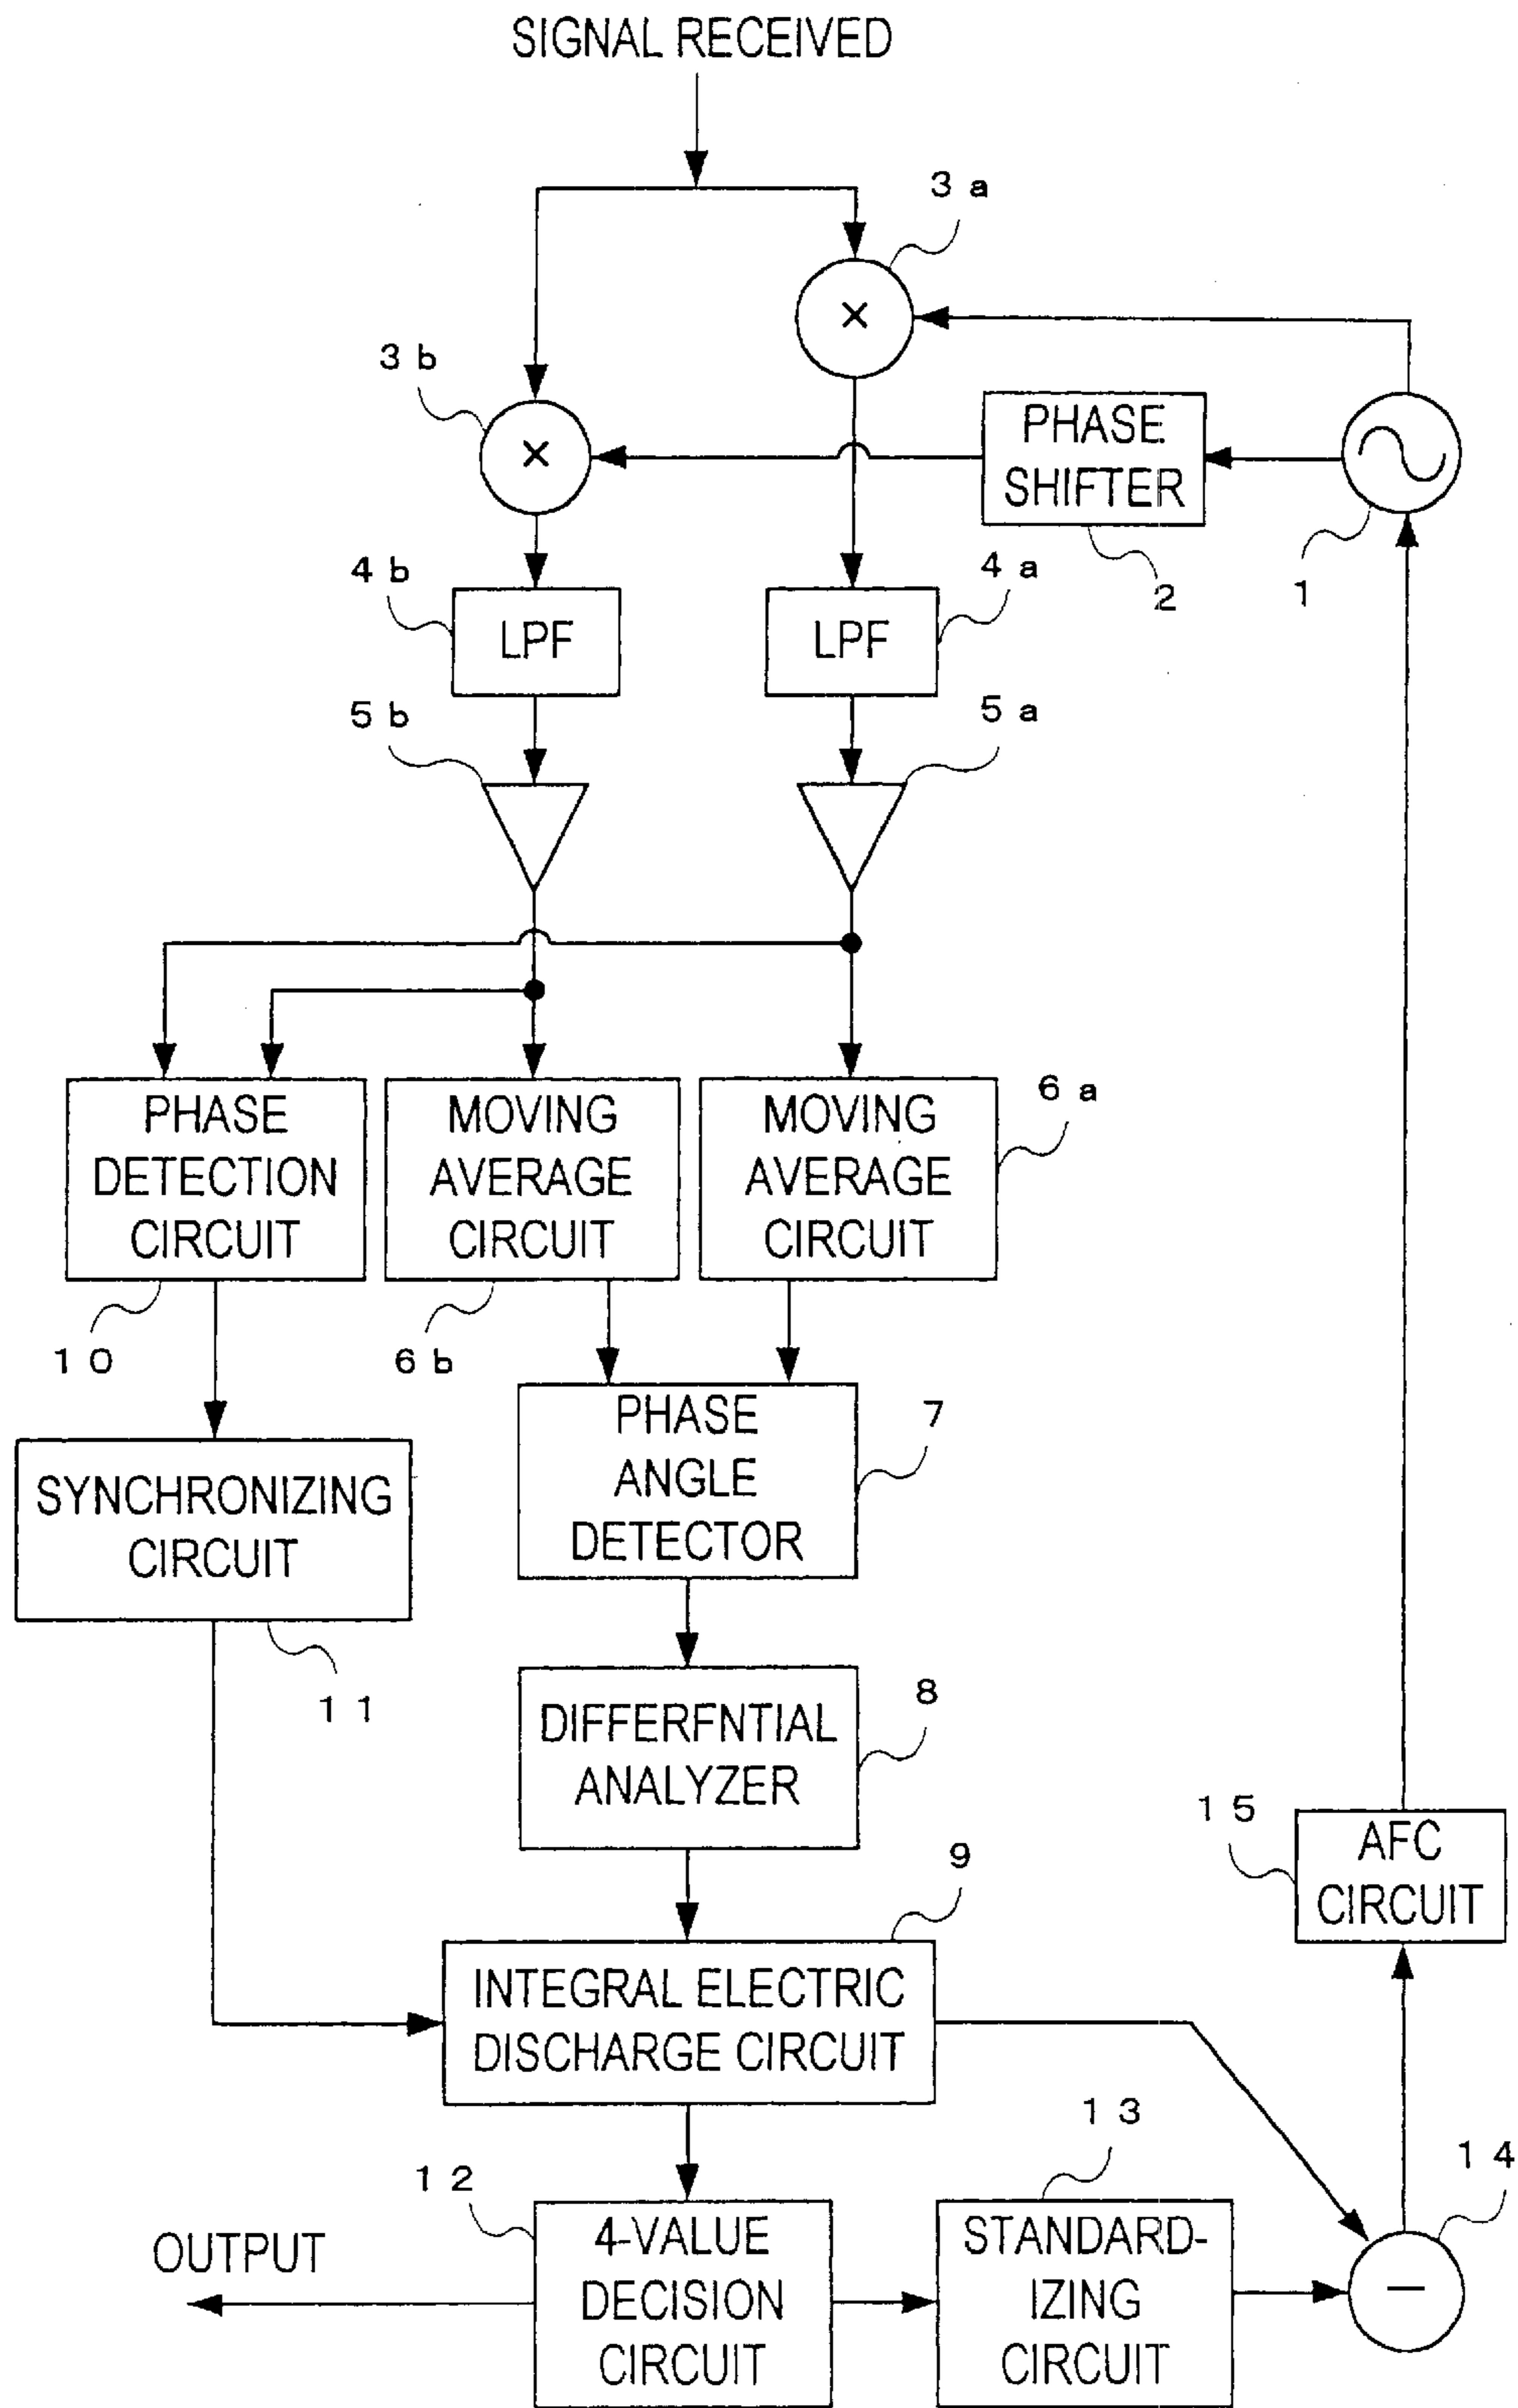 SIGNAL RECEIVED
3 a
3 b
×
×
PHASE
SHIFTER
1
2
4 b
4 a
LPF
LPF
5 b
5 a
PHASE
DETECTION
CIRCUIT
MOVING
AVERAGE
CIRCUIT
MOVING
AVERAGE
CIRCUIT
6 a
1 0
6 b
PHASE
ANGLE
DETECTOR
7
SYNCHRONIZING
CIRCUIT
1 1
DIFFERFNTIAL
ANALYZER
8
1 5
AFC
CIRCUIT
9
INTEGRAL ELECTRIC
DISCHARGE CIRCUIT
1 2
1 3
1 4
OUTPUT
4-VALUE
DECISION
CIRCUIT
STANDARD-
IZING
CIRCUIT
−